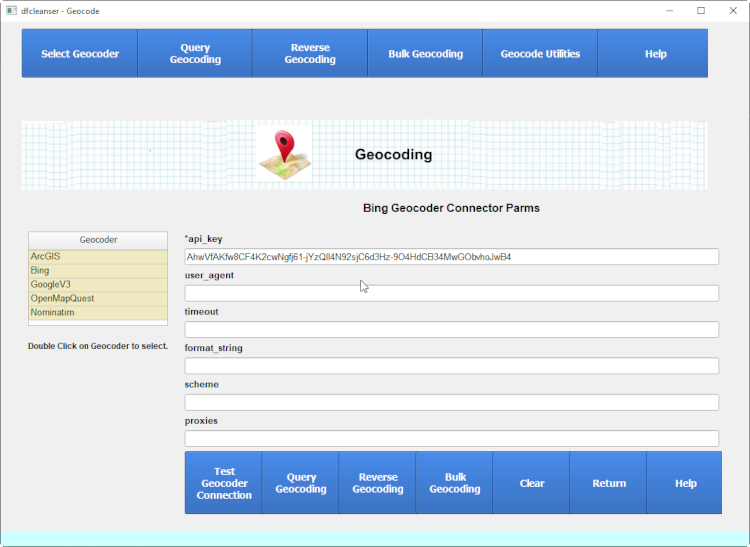 dfcleanser - Geocode
Select Geocoder
Query
Geocoding
Reverse
Geocoding
Bulk Geocoding
Geocode Utilities
Help
Geocoding
Bing Geocoder Connector Parms
Geocoder
ArcGIS
Bing
GoogleV3
OpenMapQuest
Nominatim
Double Click on Geocoder to select.
*api_key
AhwVfAKfw8CF4K2cwNgfj61-jYzQll4N92sjC6d3Hz-9O4HdCB34MwGObvhoJwB4
user_agent
timeout
format_string
scheme
proxies
Test
Geocoder
Connection
Query
Geocoding
Reverse
Geocoding
Bulk
Geocoding
Clear
Return
Help